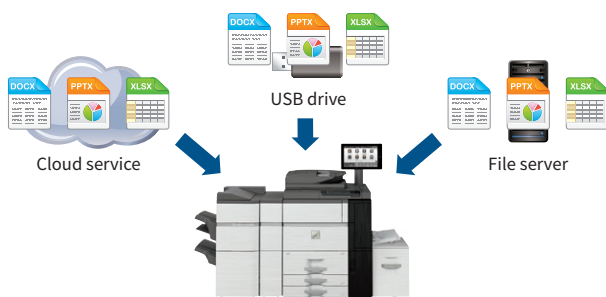 DOCX PPTX XLSX
USB drive
DOCX PPTX XLSX
Cloud service
DOCX PPTX XLSX
File server